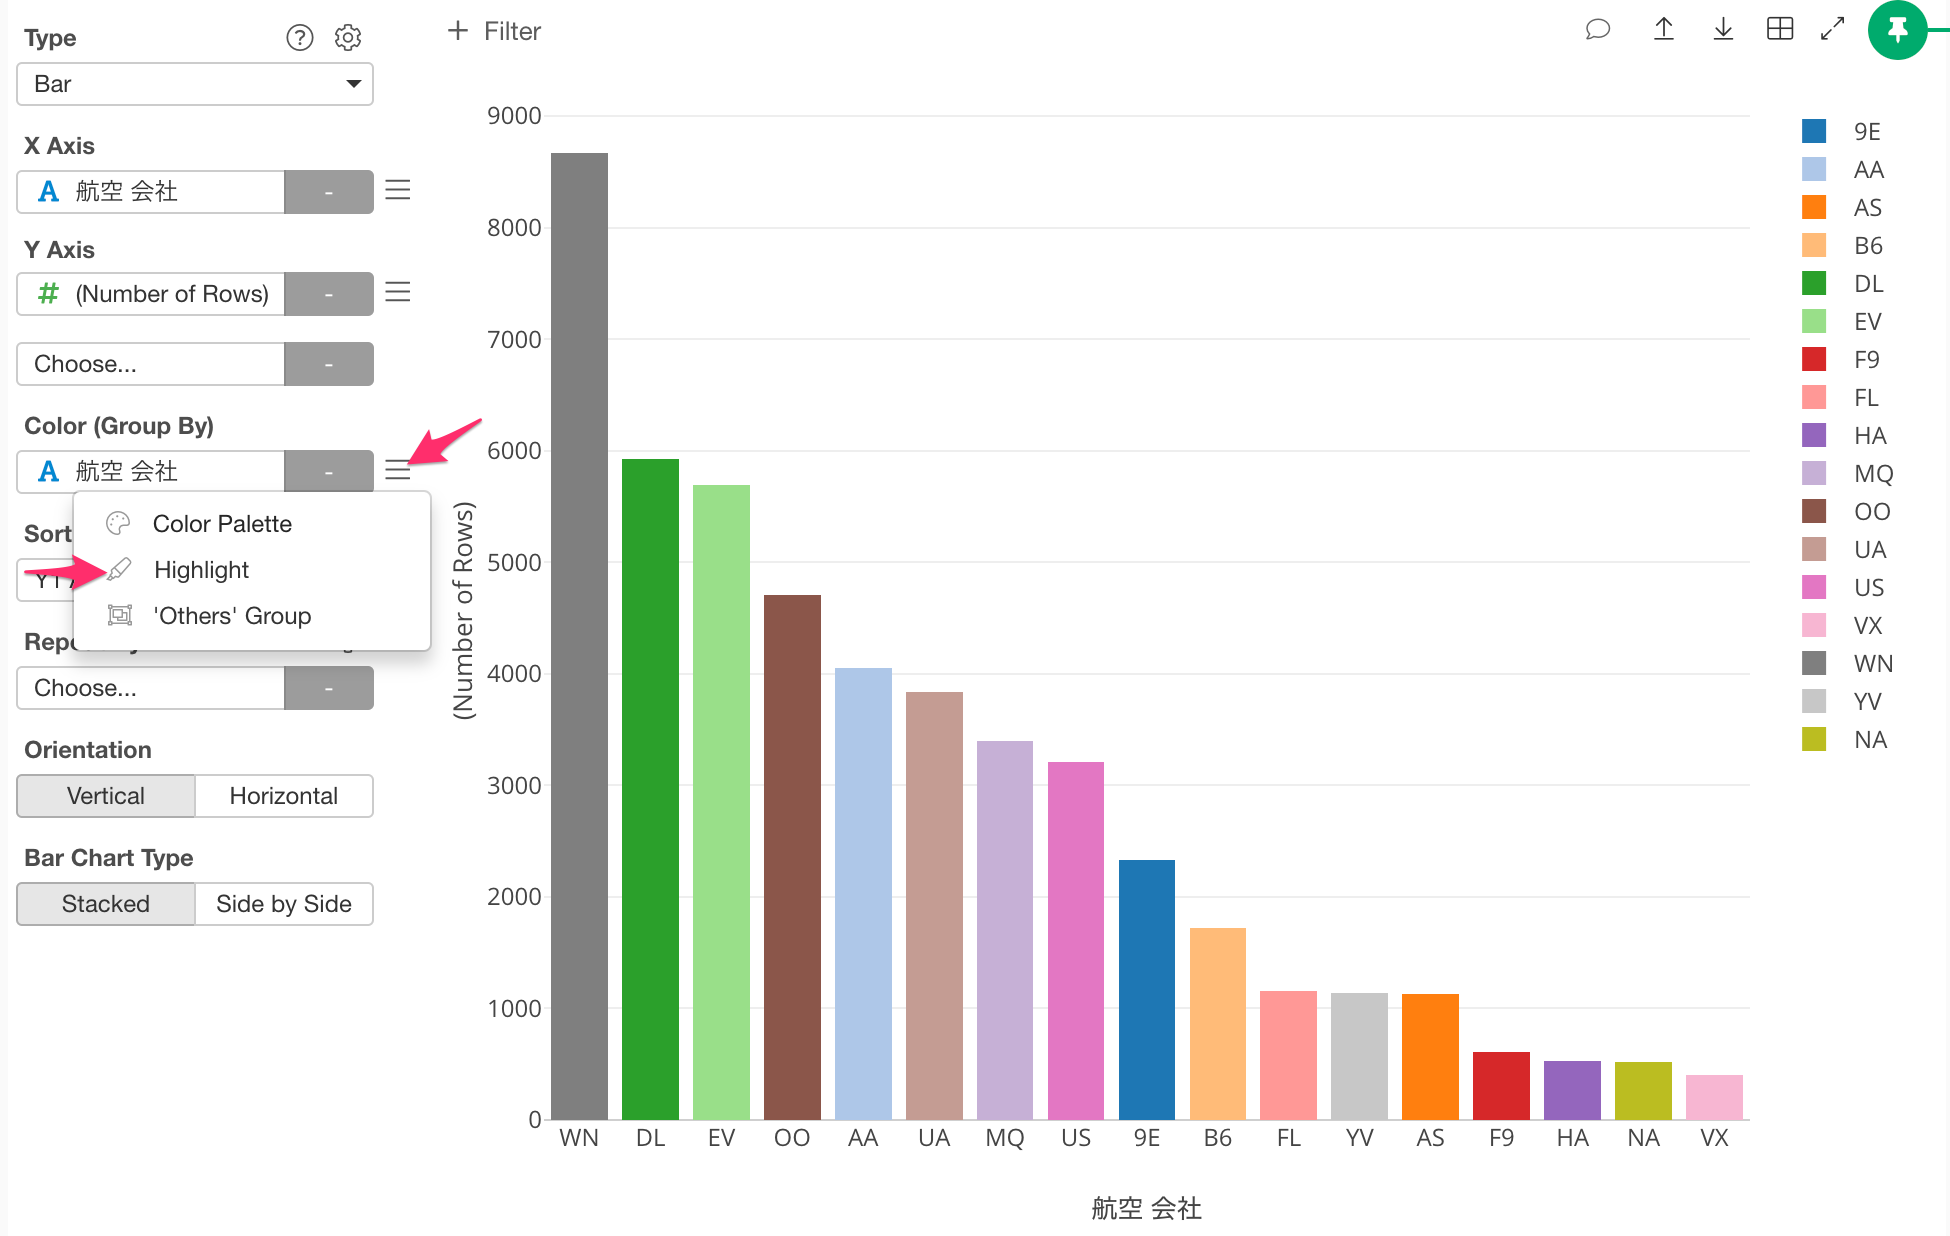 Type
Bar
X Axis
航空 会社
-
Y Axis
(Number of Rows)
-
Choose...
-
Color (Group By)
航空 会社
-
Color Palette
Highlight
'Others' Group
Sort
Choose...
-
Orientation
Vertical
Horizontal
Bar Chart Type
Stacked
Side by Side
+ Filter
9000
8000
7000
6000
5000
4000
3000
2000
1000
0
(Number of Rows)
WN DL EV OO AA UA MQ US 9E B6 FL YV AS F9 HA NA VX
航空 会社
9E
AA
AS
B6
DL
EV
F9
FL
HA
MQ
OO
UA
US
VX
WN
YV
NA